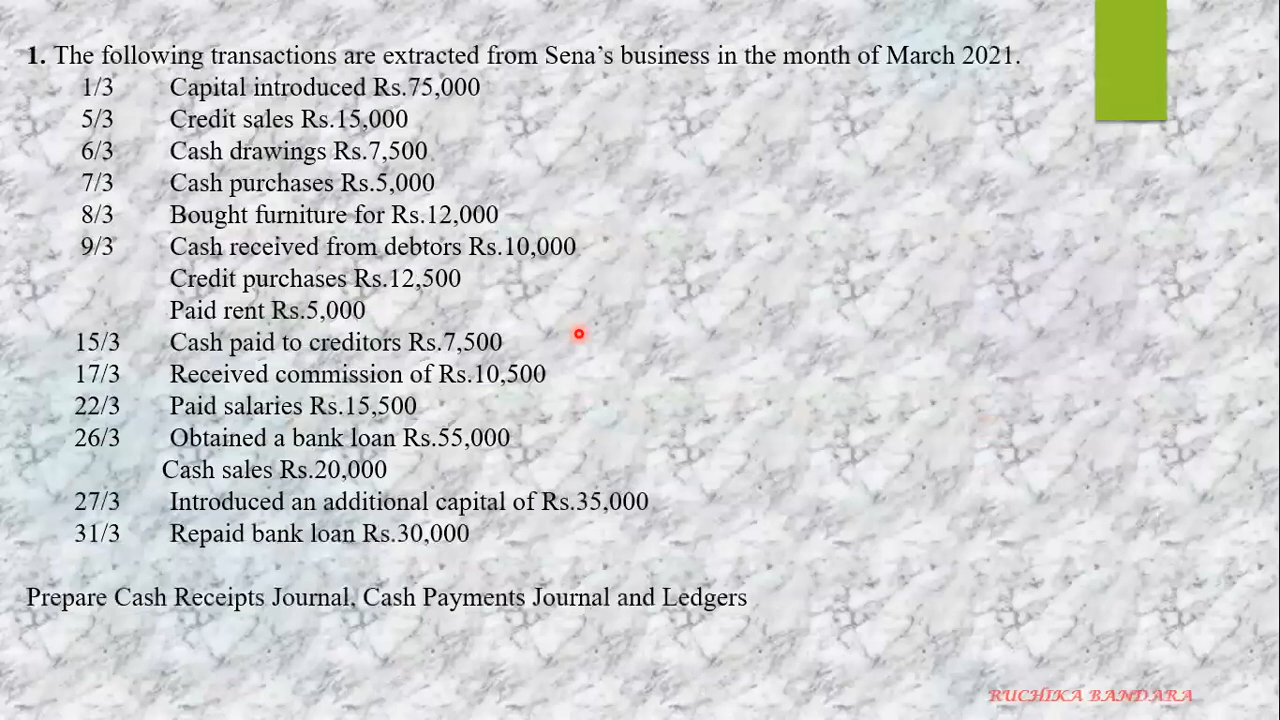 1. The following transactions are extracted from Sena’s business in the month of March 2021.
1/3 Capital introduced Rs.75,000
5/3 Credit sales Rs.15,000
6/3 Cash drawings Rs.7,500
7/3 Cash purchases Rs.5,000
8/3 Bought furniture for Rs.12,000
9/3 Cash received from debtors Rs.10,000
Credit purchases Rs.12,500
Paid rent Rs.5,000
15/3 Cash paid to creditors Rs.7,500
17/3 Received commission of Rs.10,500
22/3 Paid salaries Rs.15,500
26/3 Obtained a bank loan Rs.55,000
Cash sales Rs.20,000
27/3 Introduced an additional capital of Rs.35,000
31/3 Repaid bank loan Rs.30,000
Prepare Cash Receipts Journal, Cash Payments Journal and Ledgers
RUCHIKA BANDARA